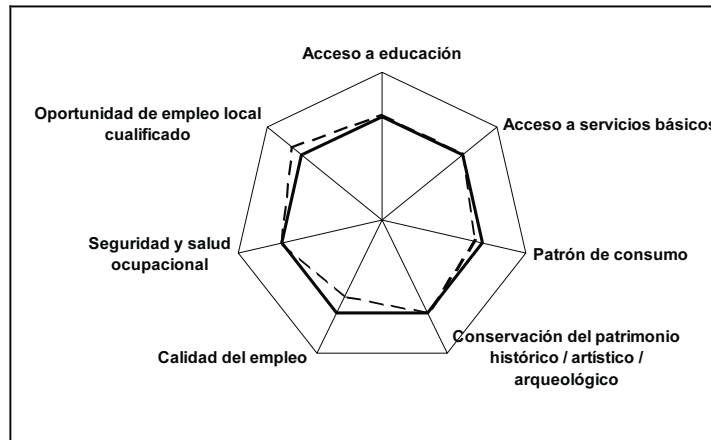 Acceso a educación
Oportunidad de empleo local
cualificado
Acceso a servicios básicos
Seguridad y salud
ocupacional
Patrón de consumo
Calidad del empleo
Conservación del patrimonio
histórico / artístico /
arqueológico